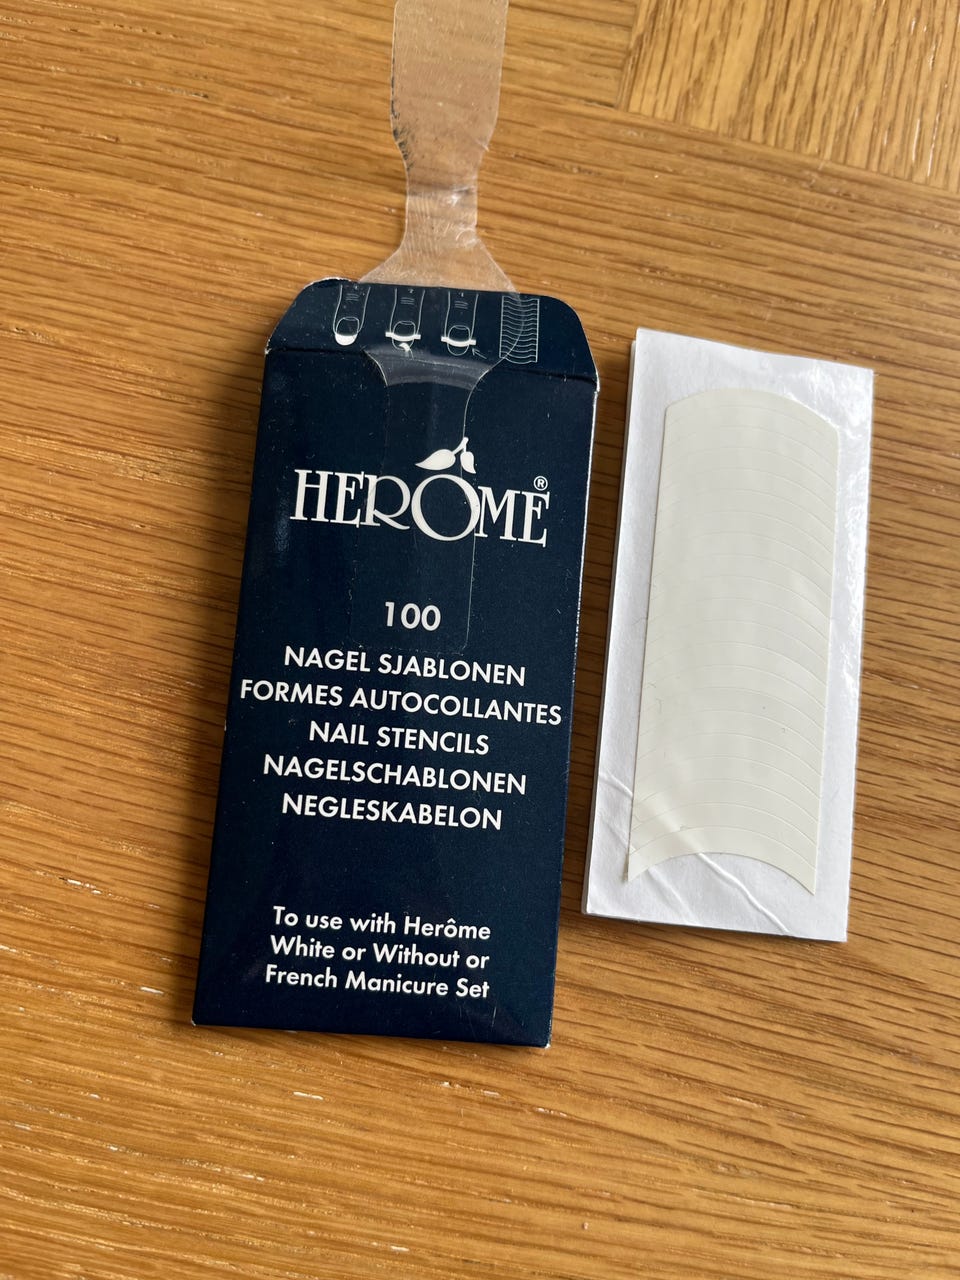 HERÔME®
100
NAGEL SJABLONEN
FORMES AUTOCOLLANTES
NAIL STENCILS
NAGELSCHABLONEN
NEGLESKABELON
To use with Herôme
White or Without or
French Manicure Set